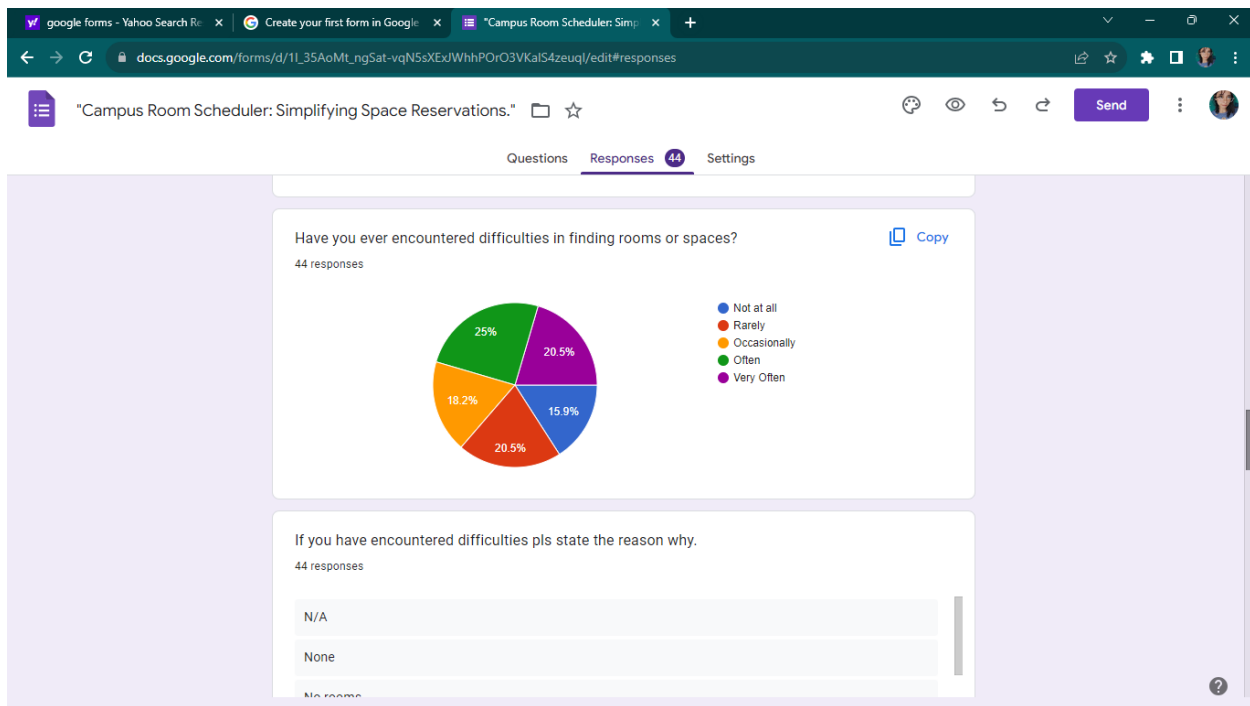 google forms - Yahoo Search Re
Create your first form in Google
"Campus Room Scheduler: Simp
docs.google.com/forms/d/1I_35AoMt_ngSat-vqN5sXExJWhhPOrO3VKaIS4zeuqI/edit#responses
"Campus Room Scheduler: Simplifying Space Reservations."
Send
Questions Responses 44 Settings
Have you ever encountered difficulties in finding rooms or spaces?
Copy
44 responses
25%
20.5%
18.2%
15.9%
20.5%
Not at all
Rarely
Occasionally
Often
Very Often
If you have encountered difficulties pls state the reason why.
44 responses
N/A
None
No rooms